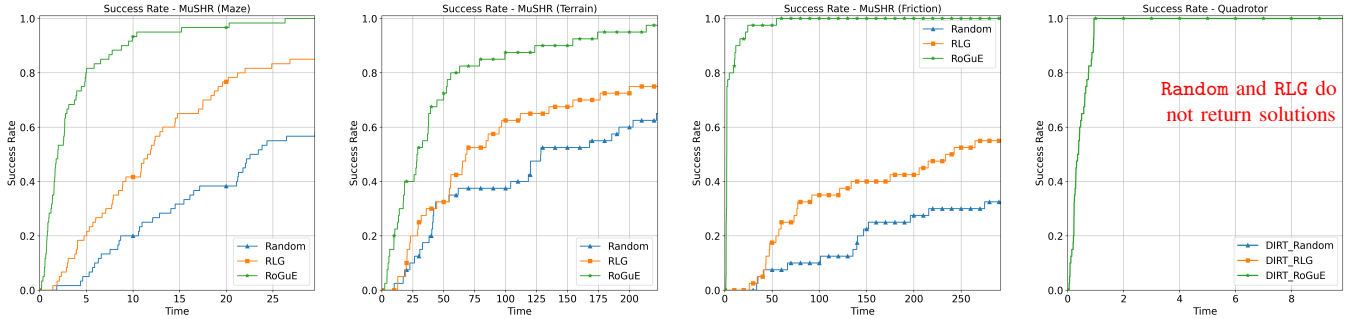 Success Rate - MuSHR (Maze)
Success Rate
1.0
0.8
0.6
0.4
0.2
0.0
0 5 10 15 20 25
Time
Random
RLG
RoGuE
Success Rate - MuSHR (Terrain)
Success Rate
1.0
0.8
0.6
0.4
0.2
0.0
0 25 50 75 100 125 150 175 200
Time
Random
RLG
RoGuE
Success Rate - MuSHR (Friction)
Success Rate
1.0
0.8
0.6
0.4
0.2
0.0
0 50 100 150 200 250
Time
Random
RLG
RoGuE
Success Rate - Quadrotor
Success Rate
1.0
0.8
0.6
0.4
0.2
0.0
0 2 4 6 8
Time
Random and RLG do
not return solutions
DIRT_Random
DIRT_RLG
DIRT_RoGuE